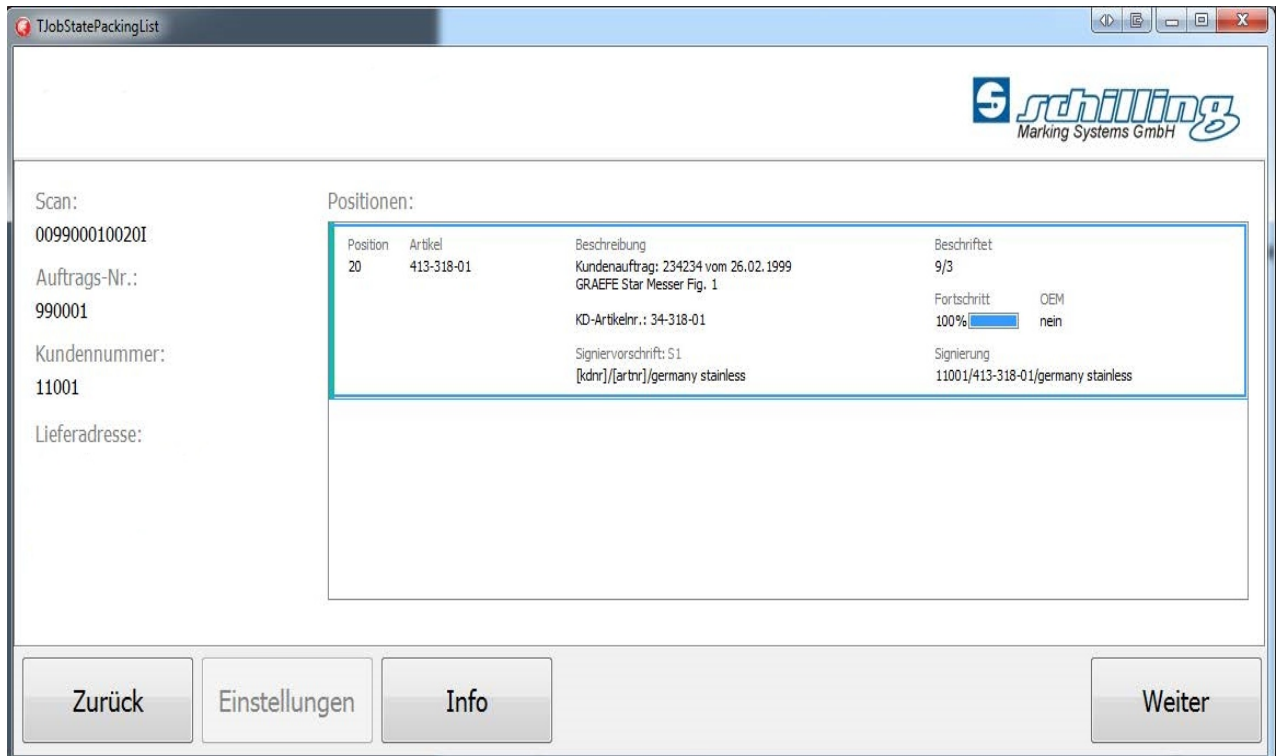 TJobStatePackingList
S schilling
Marking Systems GmbH
Scan:
009900010020I
Auftrags-Nr.:
990001
Kundennummer:
11001
Lieferadresse:
Positionen:
Position Artikel Beschreibung Beschriftet
20 413-318-01 Kundenauftrag: 234234 vom 26.02.1999 9/3
GRAEFE Star Messer Fig. 1
Fortschritt OEM
KD-Artikelnr.: 34-318-01 100% nein
Signiervorschrift: S1 Signierung
[kdnr]/[artnr]/germany stainless 11001/413-318-01/germany stainless
Zurück Einstellungen Info Weiter